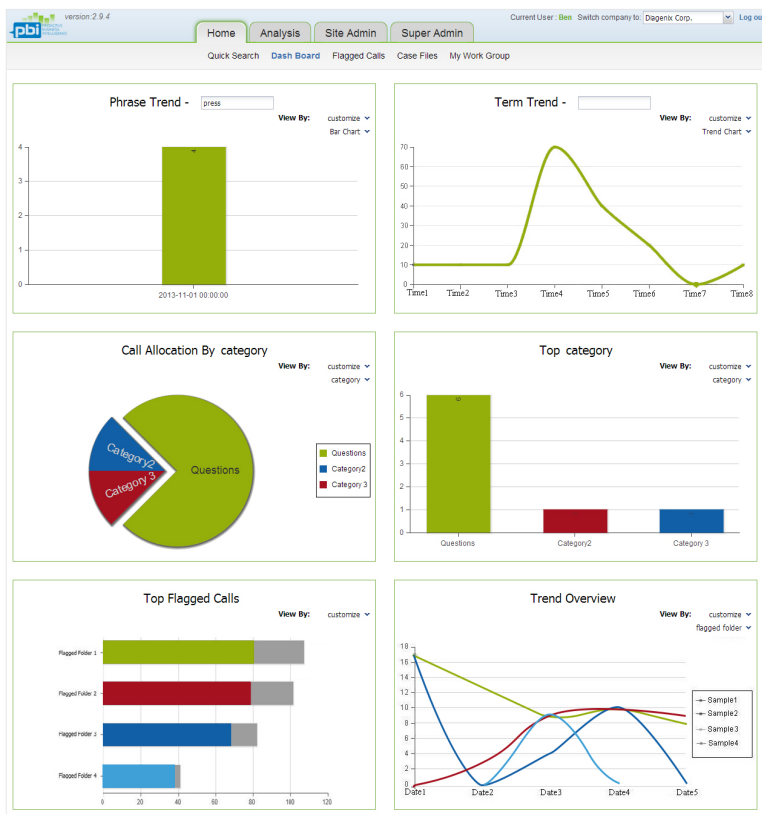 version:2.9.4
Current User : Ben Switch company to: Diagenix Corp. Log ou
pbi PREDICTIVE BUSINESS INTELLIGENCE
Home Analysis Site Admin Super Admin
Quick Search Dash Board Flagged Calls Case Files My Work Group
Phrase Trend - press
View By: customize
Bar Chart
4
4
3
2
1
0
2013-11-01 00:00:00
Term Trend -
View By: customize
Trend Chart
70
60
50
40
30
20
10
0
Time1 Time2 Time3 Time4 Time5 Time6 Time7 Time8
Call Allocation By category
View By: customize
category
Category2
Category 3
Questions
Questions
Category2
Category 3
Top category
View By: customize
category
6
6
5
4
3
2
1
0
Questions Category2 Category 3
Top Flagged Calls
View By: customize
Flagged Folder 1
Flagged Folder 2
Flagged Folder 3
Flagged Folder 4
0 20 40 60 80 100 120
Trend Overview
View By: customize
flagged folder
18
16
14
12
10
8
6
4
2
0
Date1 Date2 Date3 Date4 Date5
Sample1
Sample2
Sample3
Sample4